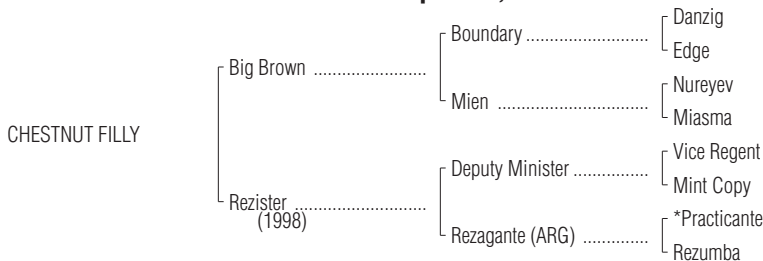 Danzig
Boundary ................................
Edge
Big Brown .............................
Nureyev
Mien .......................................
Miasma
CHESTNUT FILLY
Vice Regent
Deputy Minister ...................
Mint Copy
Rezister ..................................
(1998)
*Practicante
Rezagante (ARG) ................
Rezumba